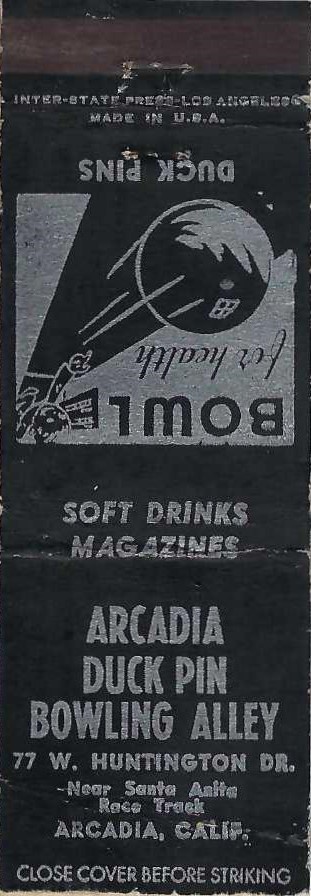 INTER-STATE PRESS-LOS ANGELES
MADE IN U.S.A.
DUCK PINS
for health
BOWL
SOFT DRINKS
MAGAZINES
ARCADIA
DUCK PIN
BOWLING ALLEY
77 W. HUNTINGTON DR.
Near Santa Anita
Race Track
ARCADIA, CALIF.
CLOSE COVER BEFORE STRIKING